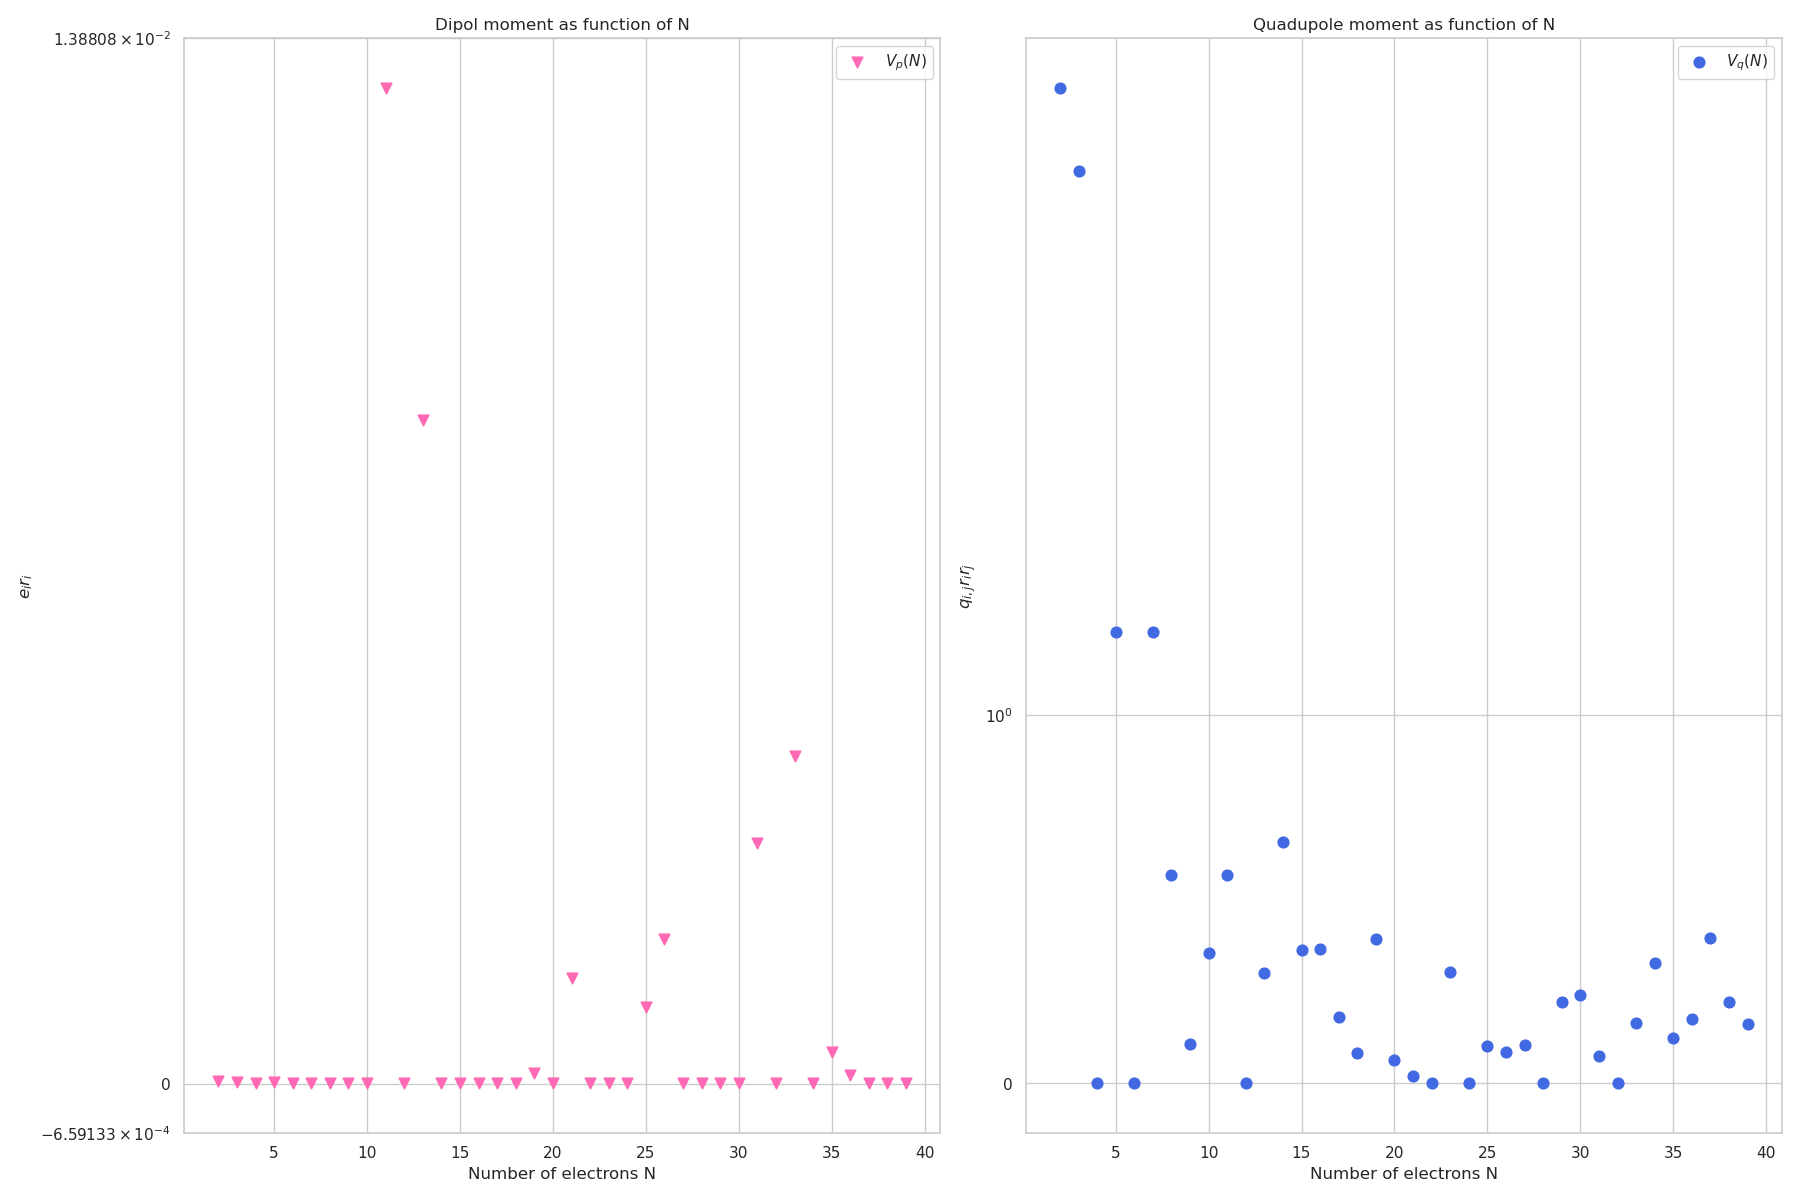 Dipol moment as function of N
1.38808 × 10⁻²
$V_p(N)$
$e_i r_i$
0
−6.59133 × 10⁻⁴
5 10 15 20 25 30 35 40
Number of electrons N
Quadupole moment as function of N
$V_q(N)$
$q_{i,j} r_i r_j$
10⁰
0
5 10 15 20 25 30 35 40
Number of electrons N